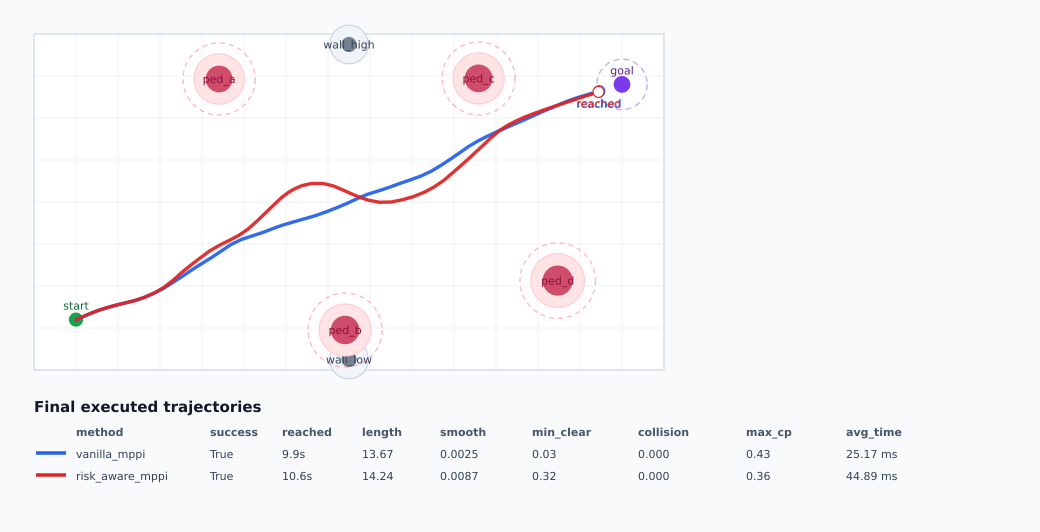 wall_high
ped_a
ped_c
goal
reached
ped_d
start
ped_b
wall_low
Final executed trajectories
method success reached length smooth min_clear collision max_cp avg_time
vanilla_mppi True 9.9s 13.67 0.0025 0.03 0.000 0.43 25.17 ms
risk_aware_mppi True 10.6s 14.24 0.0087 0.32 0.000 0.36 44.89 ms